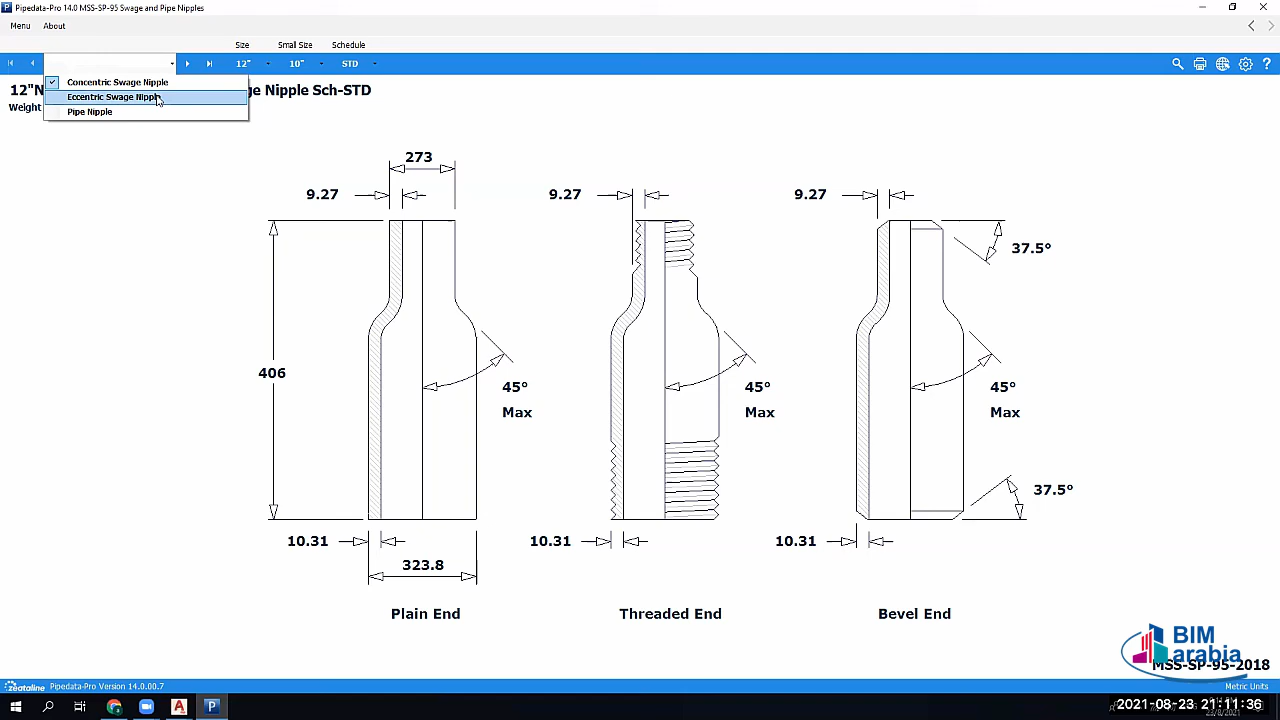 Pipedata-Pro 14.0 MSS-SP-95 Swage and Pipe Nipples
Menu About
Size Small Size Schedule
12" 10" STD
Concentric Swage Nipple
Eccentric Swage Nipple
Pipe Nipple
12"N ge Nipple Sch-STD
Weight
273
9.27 9.27 9.27
37.5°
406
45° 45° 45°
Max Max Max
37.5°
10.31 10.31 10.31
323.8
Plain End Threaded End Bevel End
BIM
arabia
MSS-SP-95-2018
Zeataline Pipedata-Pro Version 14.0.00.7 Metric Units
2021-08-23 21:11:36
23/8/2021